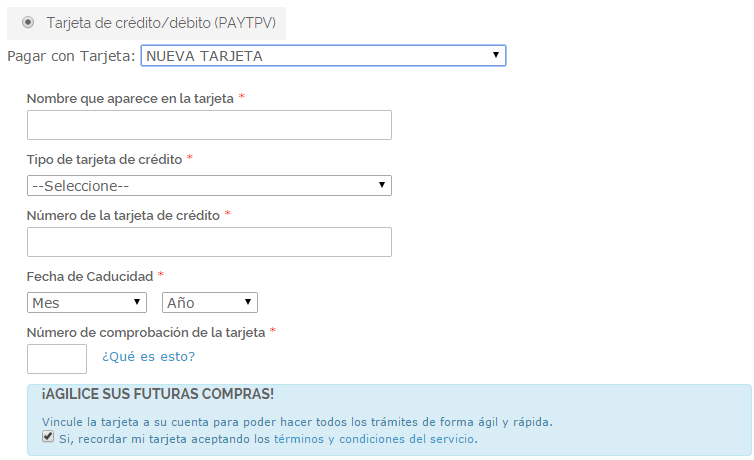 Tarjeta de crédito/débito (PAYTPV)
Pagar con Tarjeta: NUEVA TARJETA
Nombre que aparece en la tarjeta *
Tipo de tarjeta de crédito *
--Seleccione--
Número de la tarjeta de crédito *
Fecha de Caducidad *
Mes Año
Número de comprobación de la tarjeta *
¿Qué es esto?
¡AGILICE SUS FUTURAS COMPRAS!
Vincule la tarjeta a su cuenta para poder hacer todos los trámites de forma ágil y rápida.
Si, recordar mi tarjeta aceptando los términos y condiciones del servicio.